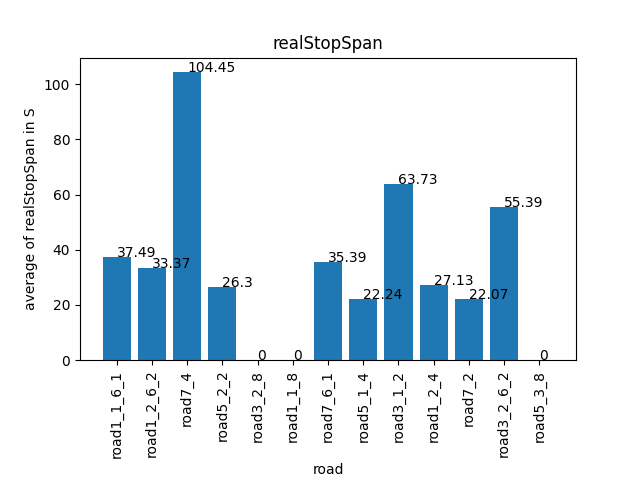 realStopSpan
average of realStopSpan in S
100
80
60
40
20
0
37.49
33.37
104.45
26.3
0
0
35.39
22.24
63.73
27.13
22.07
55.39
0
road1_1_6_1
road1_2_6_2
road7_4
road5_2_2
road3_2_8
road1_1_8
road7_6_1
road5_1_4
road3_1_2
road1_2_4
road7_2
road3_2_6_2
road5_3_8
road